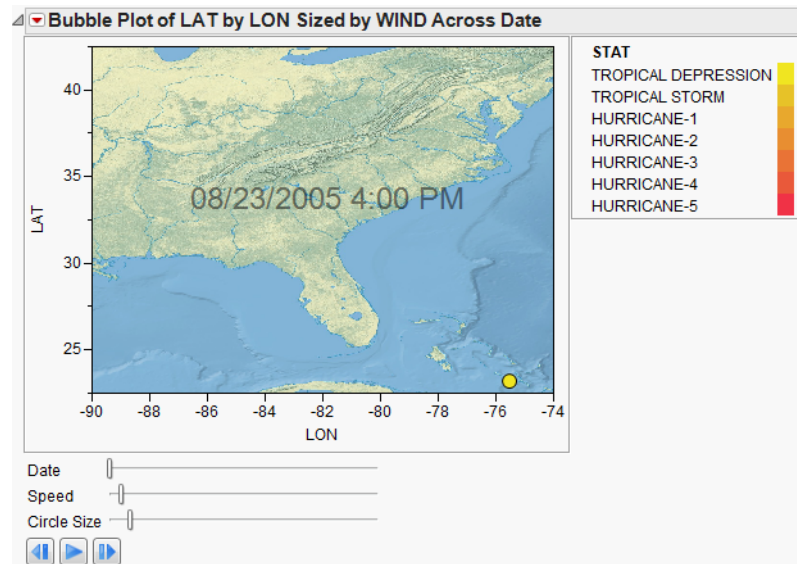 Bubble Plot of LAT by LON Sized by WIND Across Date
STAT
TROPICAL DEPRESSION
TROPICAL STORM
HURRICANE-1
HURRICANE-2
HURRICANE-3
HURRICANE-4
HURRICANE-5
40
35
30
25
LAT
08/23/2005 4:00 PM
-90 -88 -86 -84 -82 -80 -78 -76 -74
LON
Date
Speed
Circle Size